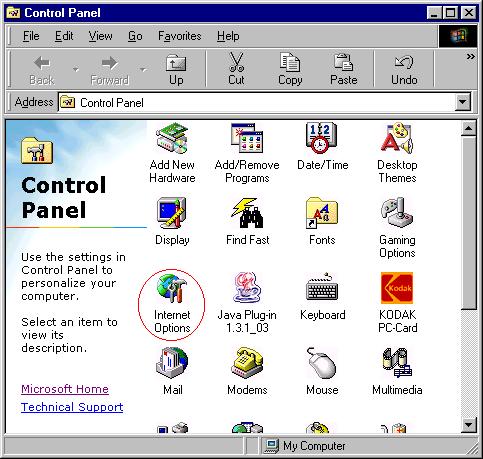 Control Panel
File Edit View Go Favorites Help
Back Forward Up Cut Copy Paste Undo »
Address Control Panel
Control
Panel
Use the settings in
Control Panel to
personalize your
computer.
Select an item to
view its
description.
Microsoft Home
Technical Support
Add New
Hardware
Add/Remove
Programs
Date/Time
Desktop
Themes
Display
Find Fast
Fonts
Gaming
Options
Internet
Options
Java Plug-in
1.3.1_03
Keyboard
Kodak
KODAK
PC-Card
Mail
Modems
Mouse
Multimedia
My Computer